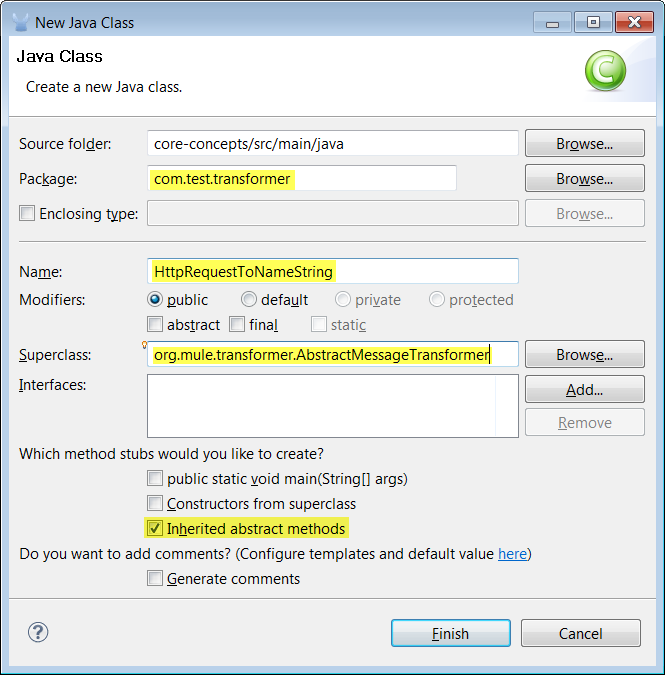 New Java Class
Java Class
Create a new Java class.
Source folder: core-concepts/src/main/java Browse...
Package: com.test.transformer Browse...
Enclosing type: Browse...
Name: HttpRequestToNameString
Modifiers: public default private protected
abstract final static
Superclass: org.mule.transformer.AbstractMessageTransformer Browse...
Interfaces: Add...
Remove
Which method stubs would you like to create?
public static void main(String[] args)
Constructors from superclass
Inherited abstract methods
Do you want to add comments? (Configure templates and default value here)
Generate comments
? Finish Cancel